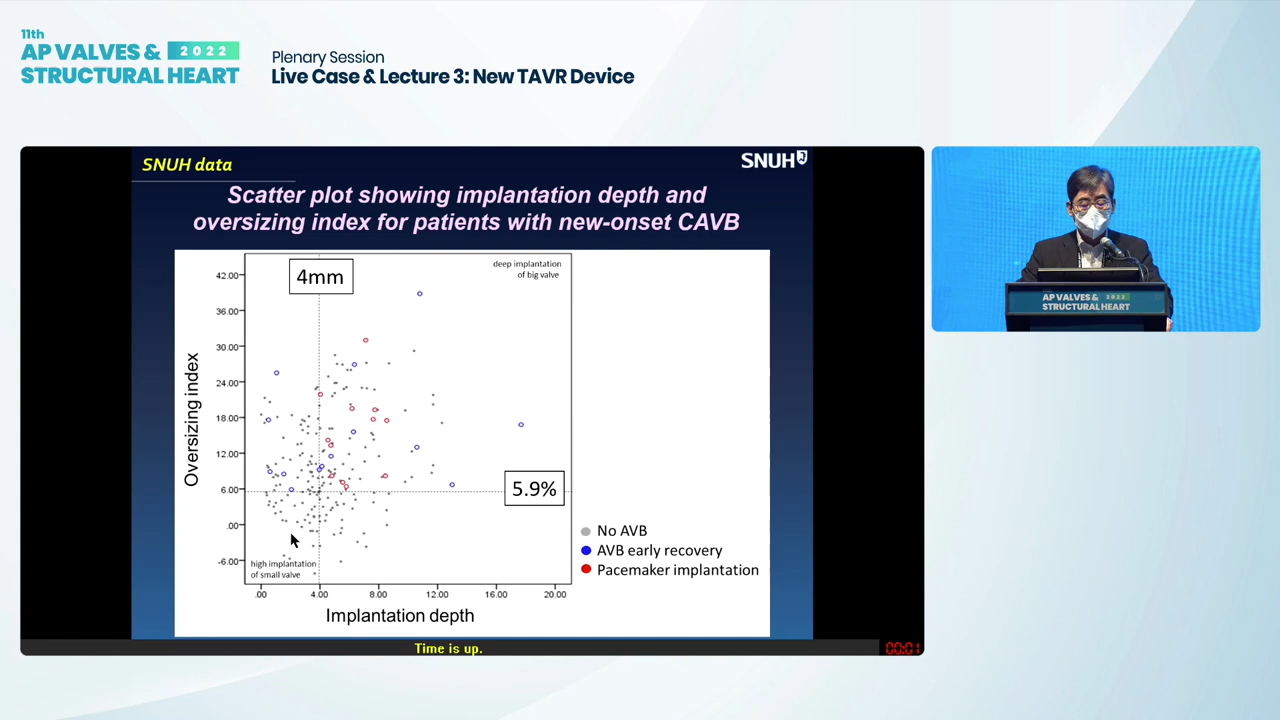 11th
AP VALVES & 2022
STRUCTURAL HEART
Plenary Session
Live Case & Lecture 3: New TAVR Device
SNUH data
SNUH
Scatter plot showing implantation depth and
oversizing index for patients with new-onset CAVB
4mm
deep implantation
of big valve
42.00
36.00
30.00
24.00
18.00
12.00
6.00
.00
-6.00
Oversizing index
5.9%
high implantation
of small valve
.00 4.00 8.00 12.00 16.00 20.00
Implantation depth
No AVB
AVB early recovery
Pacemaker implantation
Time is up.
00:01
AP VALVES & 2022
STRUCTURAL HEART